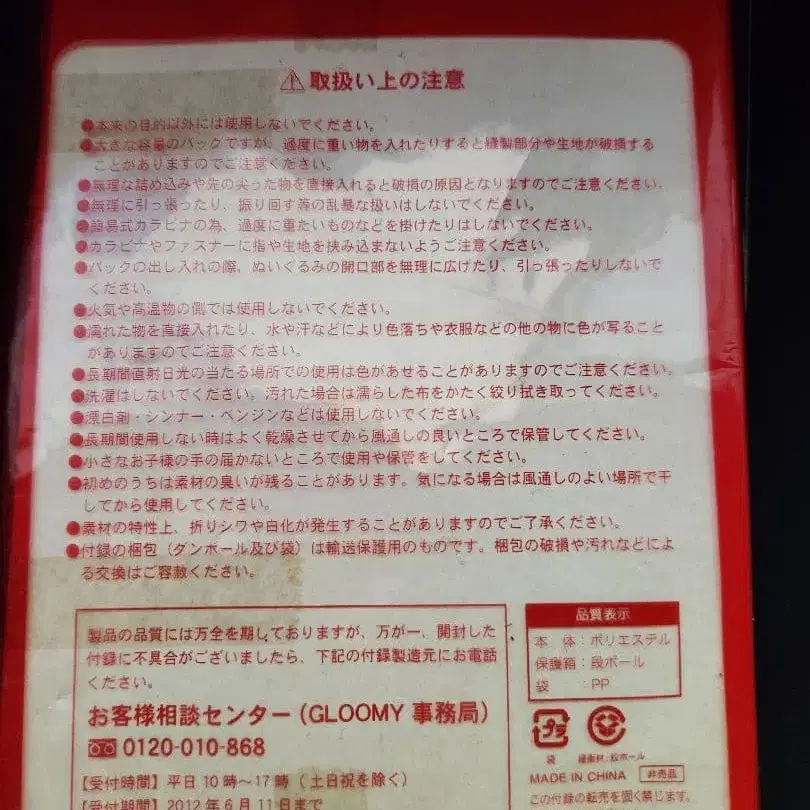 ⚠取扱い上の注意
●本来の目的以外には使用しないでください。
●大きな容量のバックですが、過度に重い物を入れたりすると縫製部分や生地が破損する
ことがありますのでご注意ください。
●無理な詰め込みや先の尖った物を直接入れると破損の原因となりますのでご注意ください。
●無理に引っ張ったり、振り回す等の乱暴な扱いはしないでください。
●簡易式カラビナの為、過度に重たいものなどを掛けたりはしないでください。
●カラビナやファスナーに指や生地を挟み込まないようご注意ください。
●バックの出し入れの際、ぬいぐるみの開口部を無理に広げたり、引っ張ったりしないで
ください。
●火気や高温物の側では使用しないでください。
●濡れた物を直接入れたり、水や汗などにより色落ちや衣服などの他の物に色が写ること
がありますのでご注意ください。
●長期間直射日光の当たる場所での使用は色があせることがありますのでご注意ください。
●洗濯はしないでください。汚れた場合は濡らした布をかたく絞り拭き取ってください。
●漂白剤・シンナー・ベンジンなどは使用しないでください。
●長期間使用しない時はよく乾燥させてから風通しの良いところで保管してください。
●小さなお子様の手の届かないところで使用や保管をしてください。
●初めのうちは素材の臭いが残ることがあります。気になる場合は風通しのよい場所で干
してから使用してください。
●素材の特性上、折りシワや白化が発生することがありますのでご了承ください。
●付録の梱包（ダンボール及び袋）は輸送保護用のものです。梱包の破損や汚れなどによ
る交換はご容赦ください。
製品の品質には万全を期しておりますが、万が一、開封した
付録に不具合がございましたら、下記の付録製造元にお電話
ください。
お客様相談センター（GLOOMY 事務局）
0120-010-868
【受付時間】平日10時〜17時（土日祝を除く）
【受付期間】2012年6月11日まで
品質表示
本 体：ポリエステル
保護箱：段ボール
袋 ：PP
プラ
袋 緩衝材:段ボール
MADE IN CHINA 非売品
この付録の転売を固く禁じます。